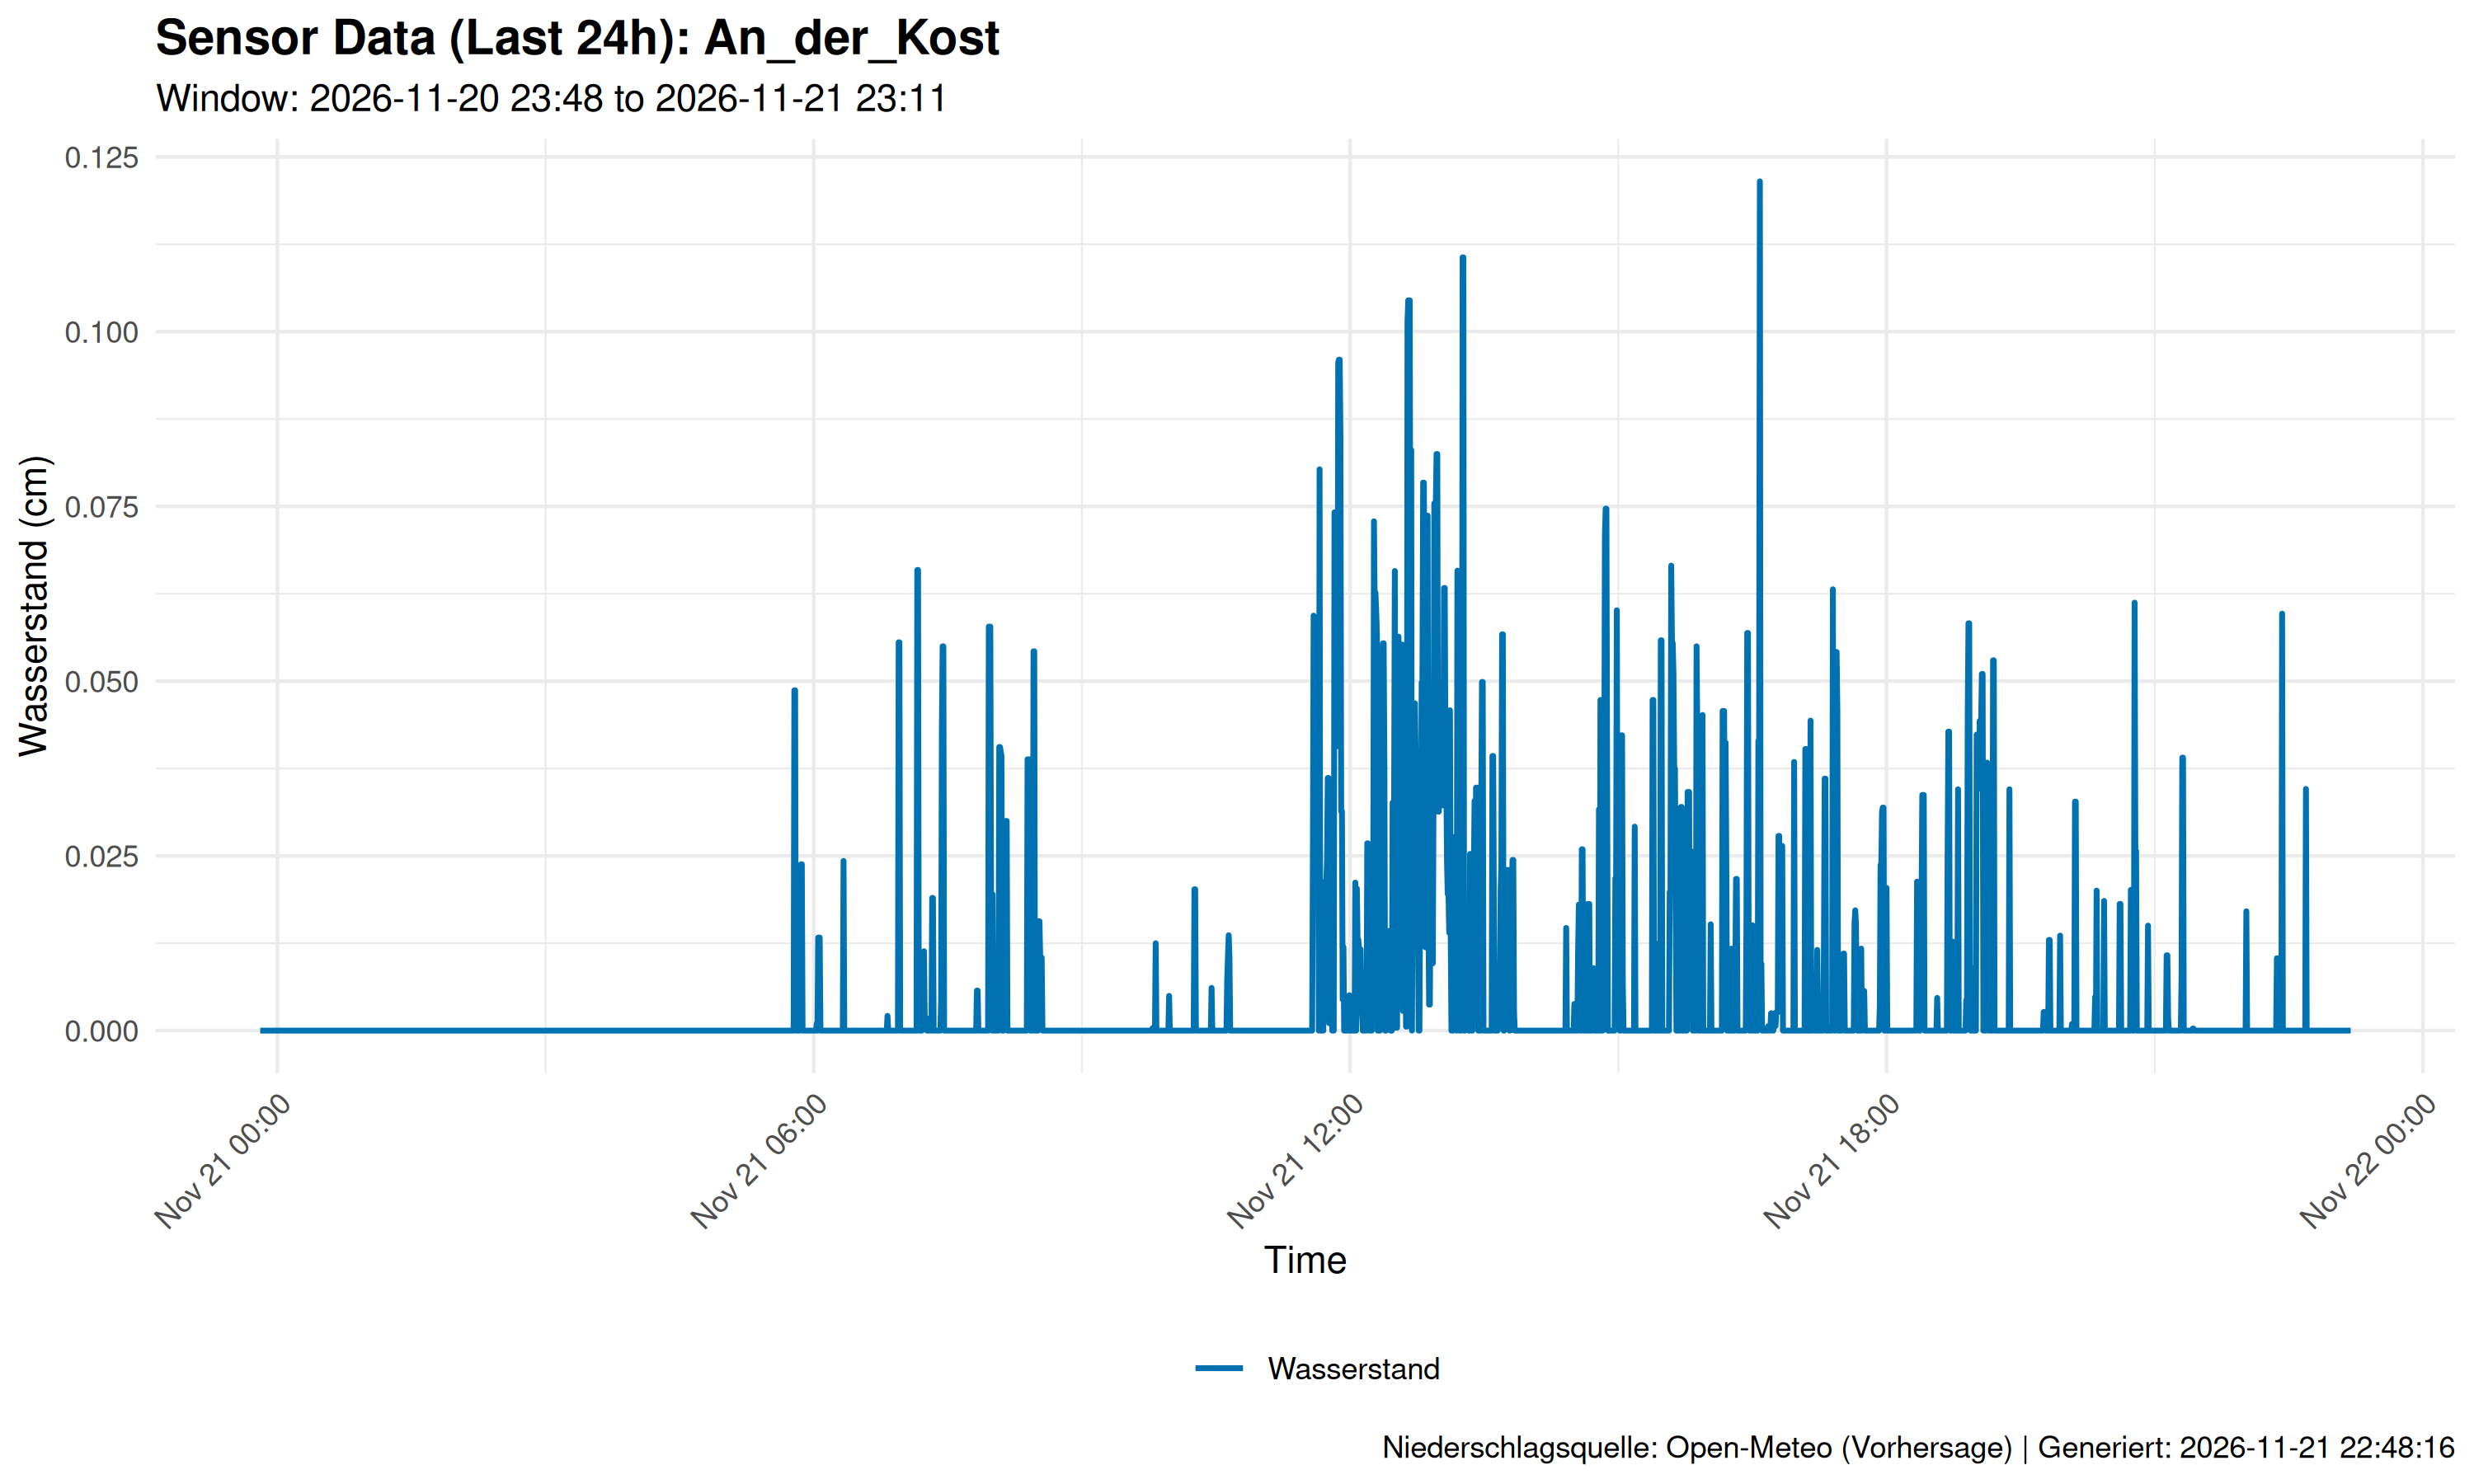 Sensor Data (Last 24h): An_der_Kost
Window: 2026-11-20 23:48 to 2026-11-21 23:11
Wasserstand (cm)
0.125
0.100
0.075
0.050
0.025
0.000
Nov 21 00:00
Nov 21 06:00
Nov 21 12:00
Nov 21 18:00
Nov 22 00:00
Time
Wasserstand
Niederschlagsquelle: Open-Meteo (Vorhersage) | Generiert: 2026-11-21 22:48:16